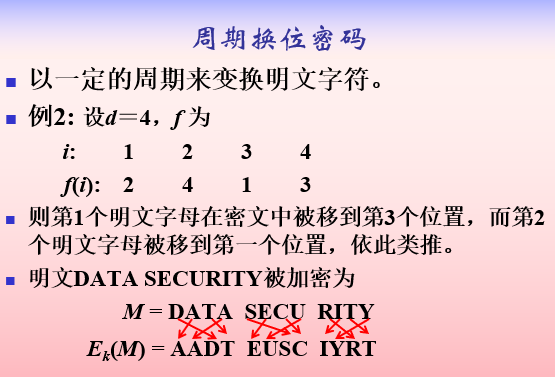 周期换位密码
以一定的周期来变换明文字符。
例2: 设d＝4，f 为
i: 1 2 3 4
f(i): 2 4 1 3
则第1个明文字母在密文中被移到第3个位置，而第2
个明文字母被移到第一个位置，依此类推。
明文DATA SECURITY被加密为
M = DATA SECU RITY
Ek(M) = AADT EUSC IYRT